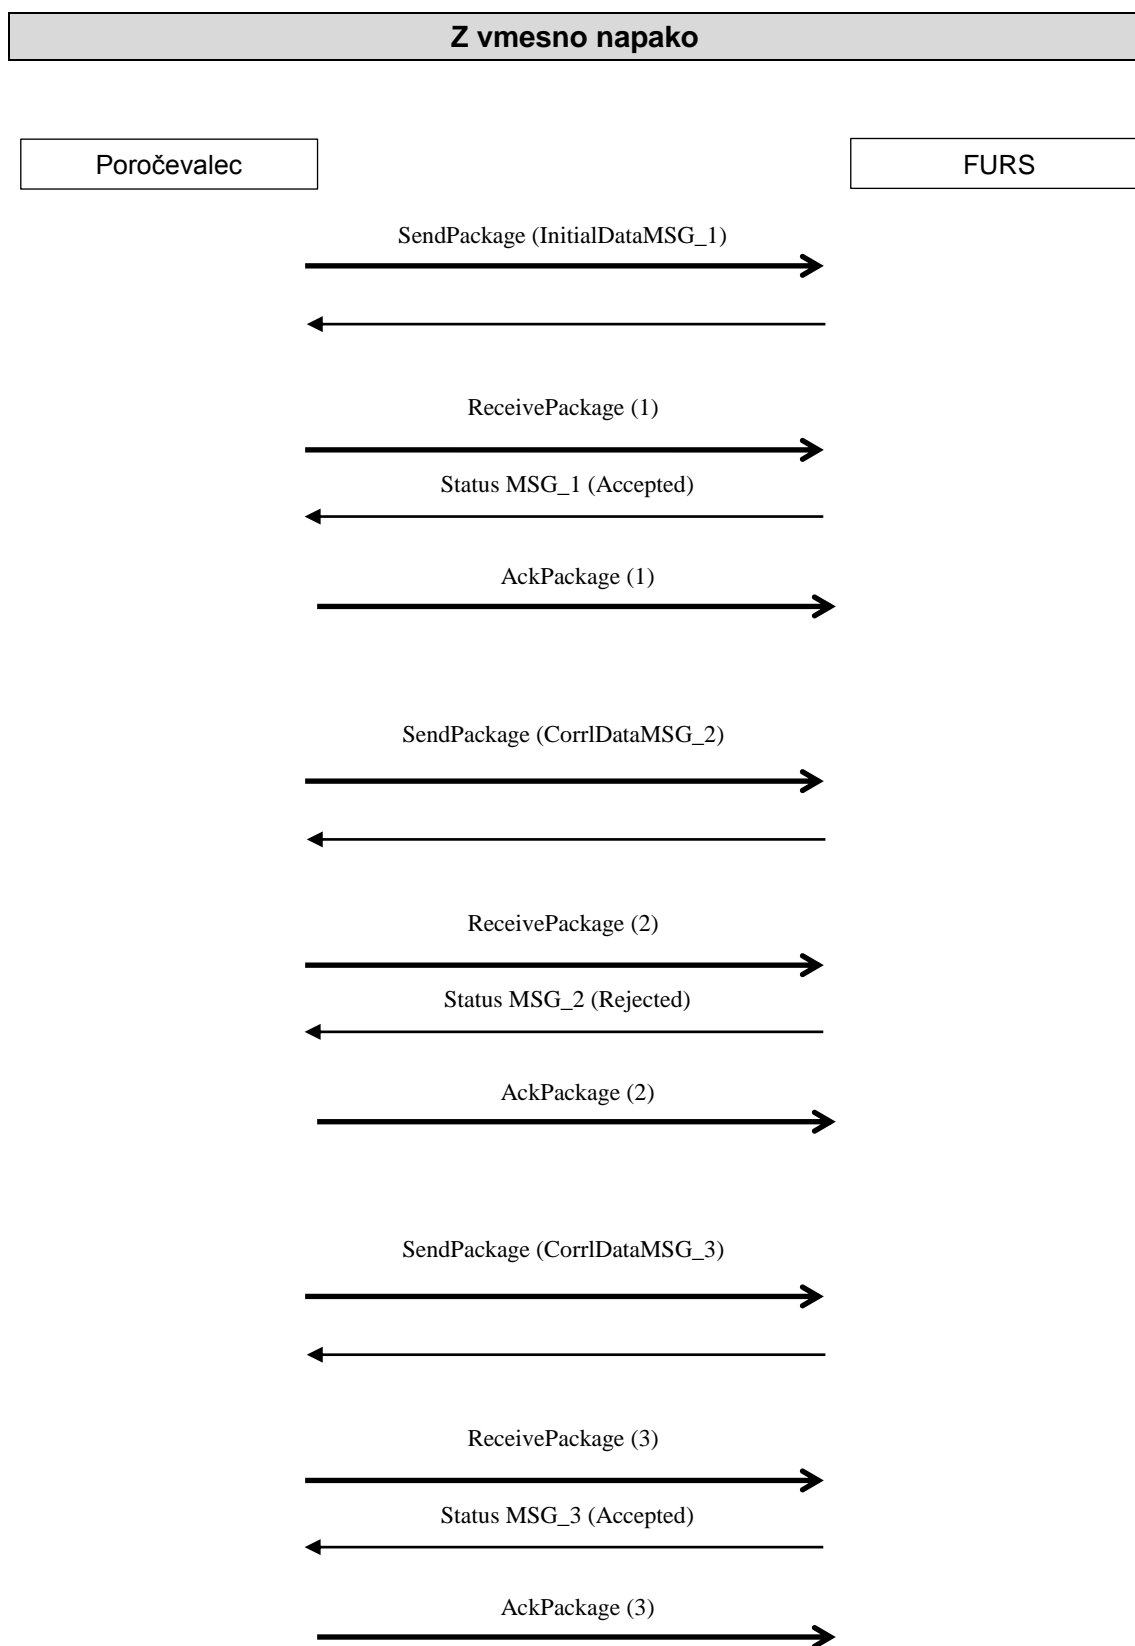 Z vmesno napako
Poročevalec
FURS
SendPackage (InitialDataMSG_1)
ReceivePackage (1)
Status MSG_1 (Accepted)
AckPackage (1)
SendPackage (CorrlDataMSG_2)
ReceivePackage (2)
Status MSG_2 (Rejected)
AckPackage (2)
SendPackage (CorrlDataMSG_3)
ReceivePackage (3)
Status MSG_3 (Accepted)
AckPackage (3)